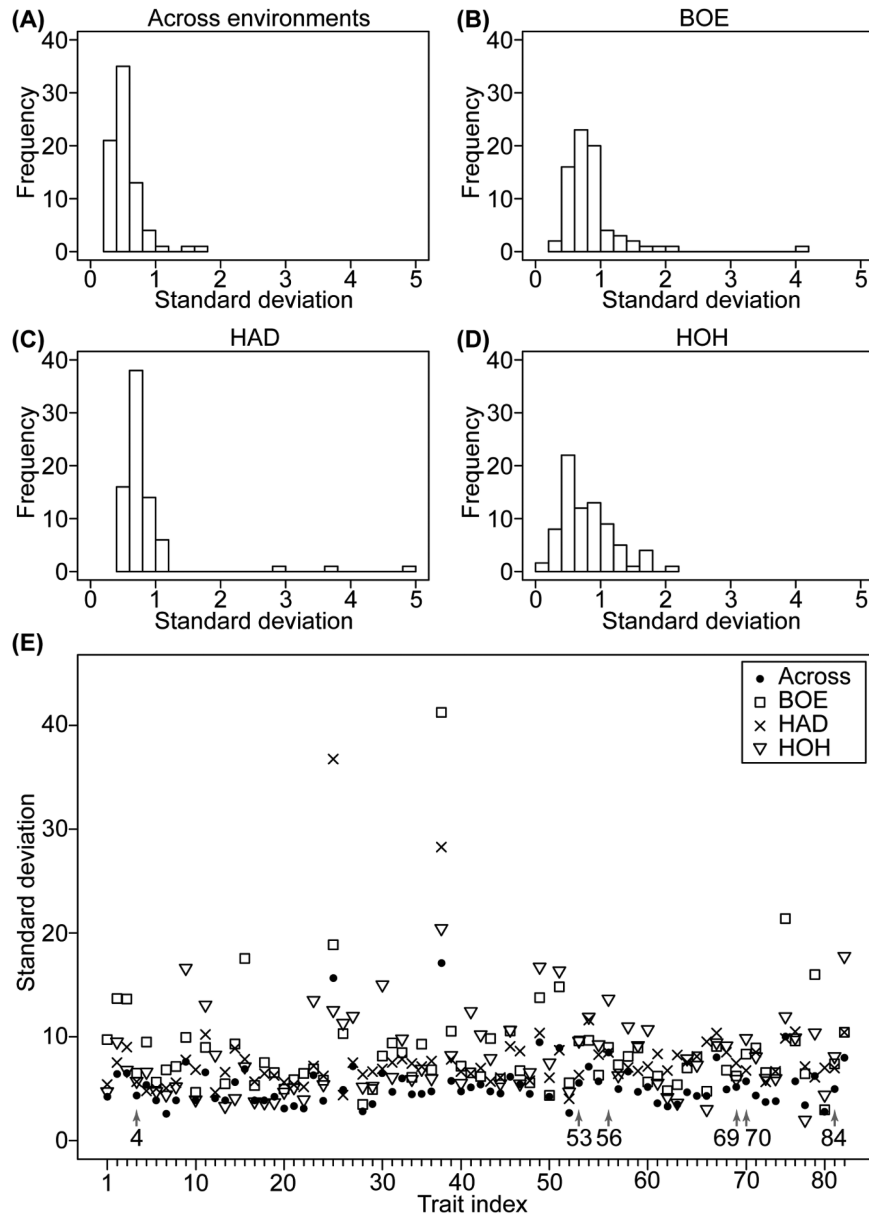 (A) Across environments
40
30
20
10
0
Frequency
0 1 2 3 4 5
Standard deviation
(B) BOE
40
30
20
10
0
Frequency
0 1 2 3 4 5
Standard deviation
(C) HAD
40
30
20
10
0
Frequency
0 1 2 3 4 5
Standard deviation
(D) HOH
40
30
20
10
0
Frequency
0 1 2 3 4 5
Standard deviation
(E)
Across
BOE
HAD
HOH
40
30
20
10
0
Standard deviation
4 53 56 69 70 84
1 10 20 30 40 50 60 70 80
Trait index